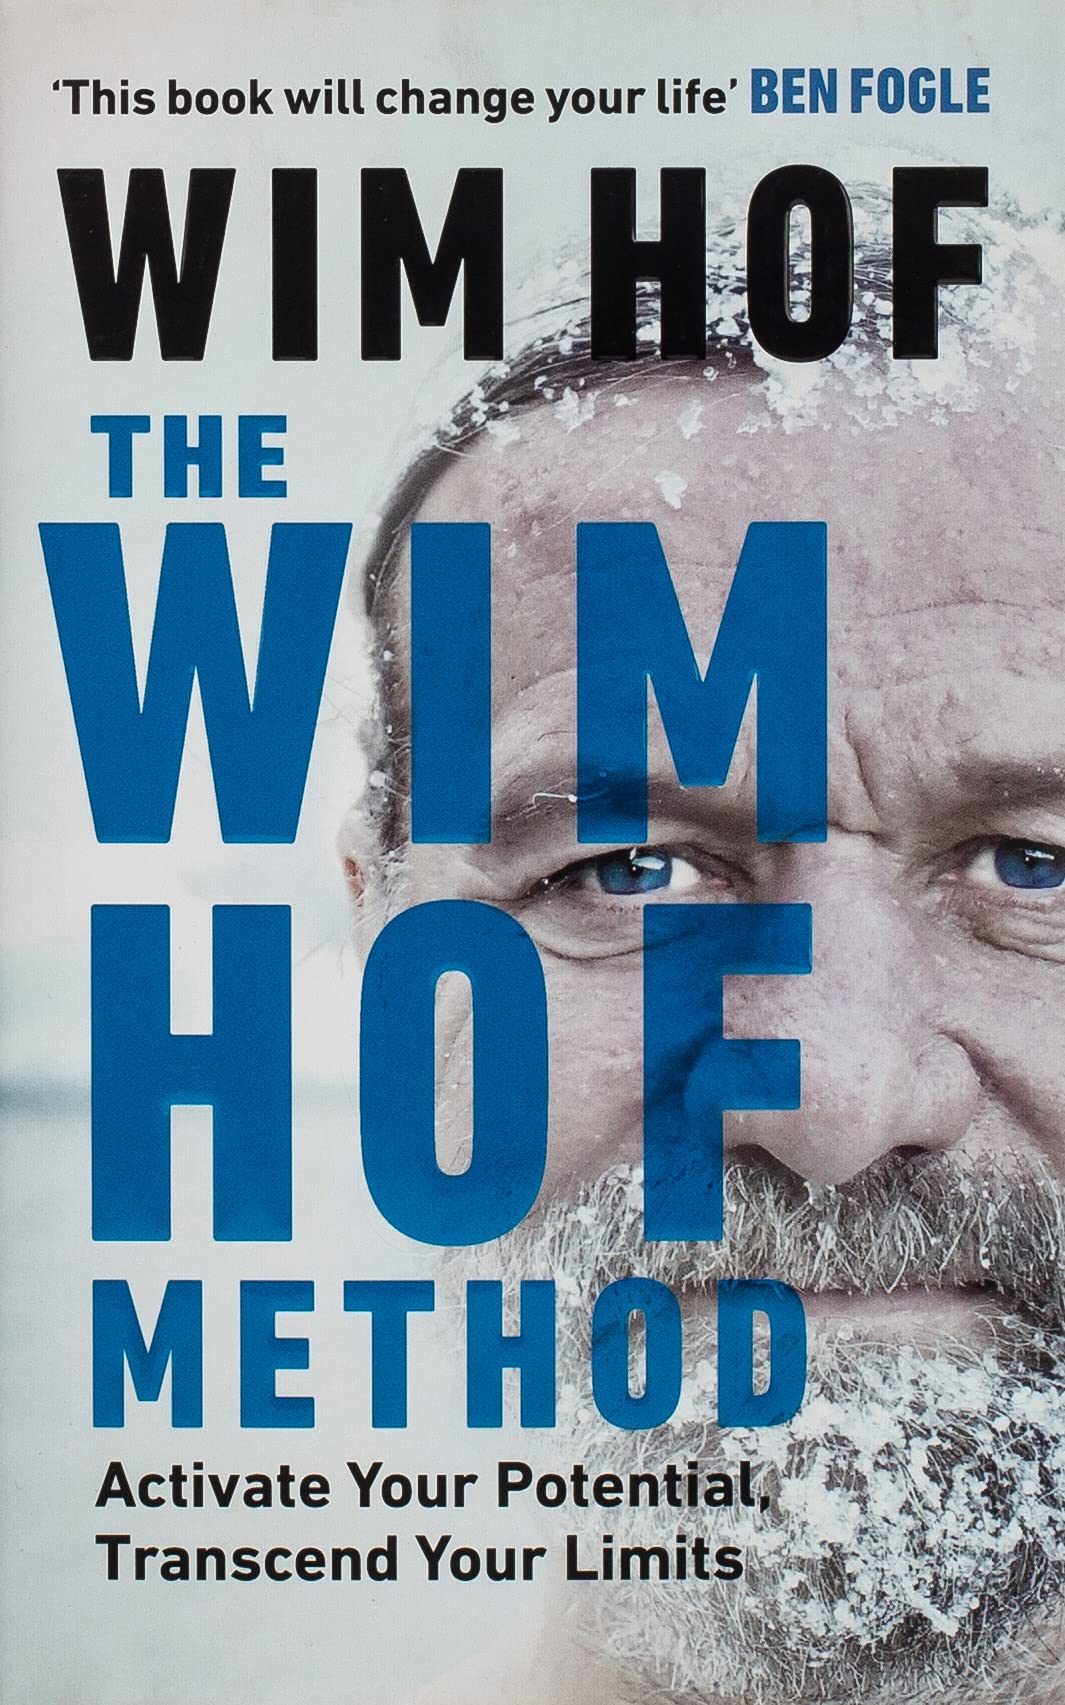 ‘This book will change your life’ BEN FOGLE
WIM HOF
THE
WIM
HOF
METHOD
Activate Your Potential,
Transcend Your Limits